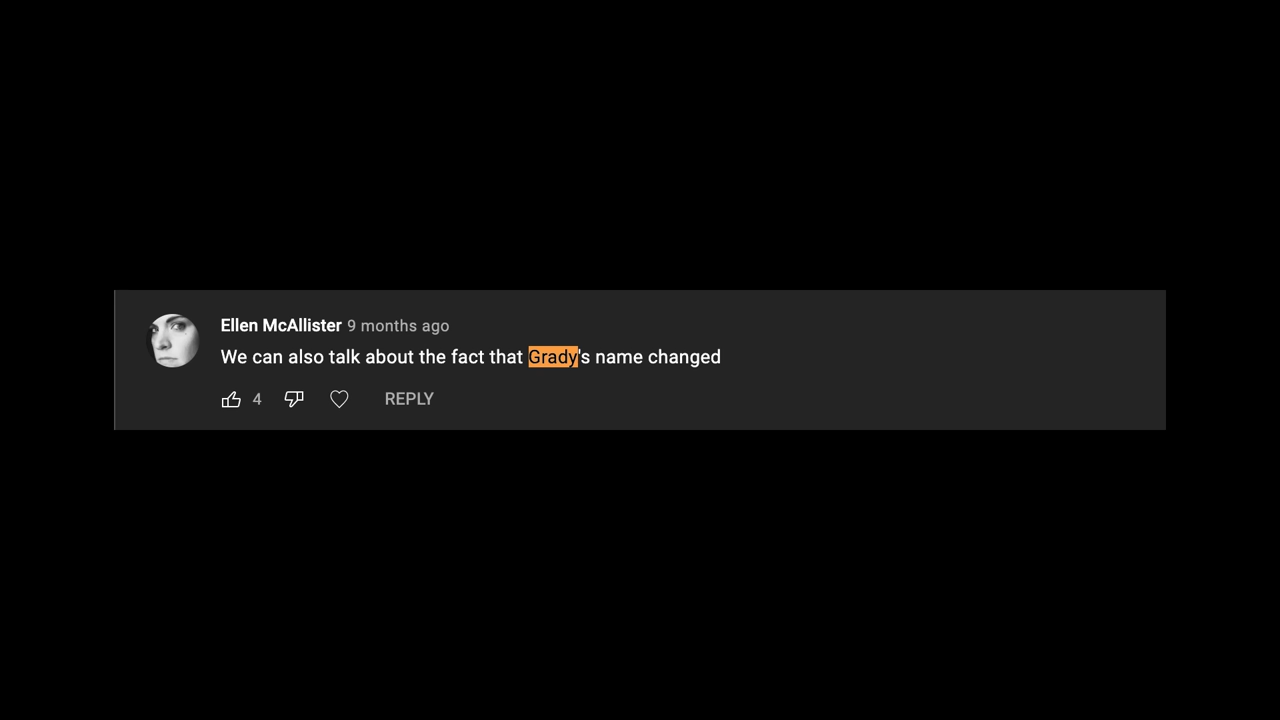 Ellen McAllister 9 months ago
We can also talk about the fact that Grady's name changed
4 REPLY